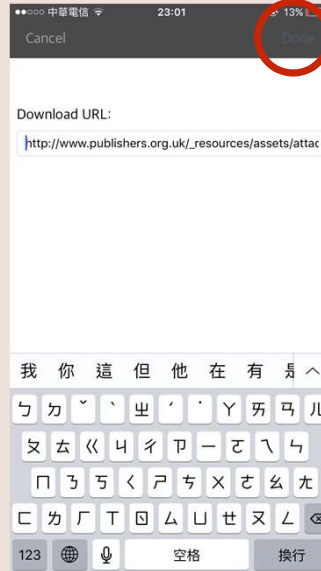 中華電信 23:01 13%
Cancel Done
Download URL:
http://www.publishers.org.uk/_resources/assets/attac
我 你 這 但 他 在 有 是
ㄅ ㄉ ˇ ˋ ㄓ ˊ ˙ ㄚ ㄞ ㄢ ㄦ
ㄆ ㄊ ㄍ ㄐ ㄔ ㄗ ㄧ ㄛ ㄟ ㄣ
ㄇ ㄋ ㄎ ㄑ ㄕ ㄘ ㄨ ㄜ ㄠ ㄤ
ㄈ ㄌ ㄏ ㄒ ㄖ ㄙ ㄩ ㄝ ㄡ ㄥ
123 空格 換行